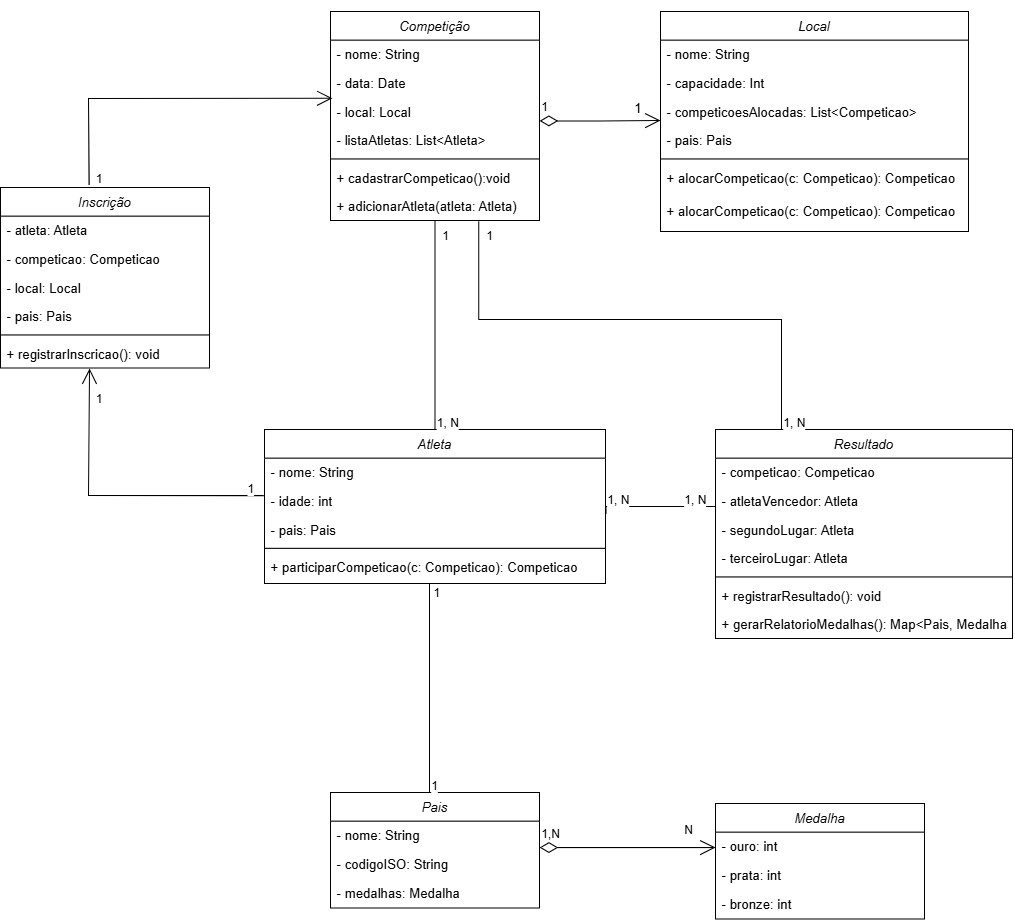 Competição
- nome: String
- data: Date
- local: Local
- listaAtletas: List<Atleta>
+ cadastrarCompeticao():void
+ adicionarAtleta(atleta: Atleta)
1
1
Local
- nome: String
- capacidade: Int
- competicoesAlocadas: List<Competicao>
- pais: Pais
+ alocarCompeticao(c: Competicao): Competicao
+ alocarCompeticao(c: Competicao): Competicao
1
Inscrição
- atleta: Atleta
- competicao: Competicao
- local: Local
- pais: Pais
+ registrarInscricao(): void
1
1
1
1
1, N
1, N
Atleta
- nome: String
- idade: int
- pais: Pais
+ participarCompeticao(c: Competicao): Competicao
1, N
1, N
Resultado
- competicao: Competicao
- atletaVencedor: Atleta
- segundoLugar: Atleta
- terceiroLugar: Atleta
+ registrarResultado(): void
+ gerarRelatorioMedalhas(): Map<Pais, Medalha
1
1
Pais
- nome: String
- codigoISO: String
- medalhas: Medalha
1,N
N
Medalha
- ouro: int
- prata: int
- bronze: int